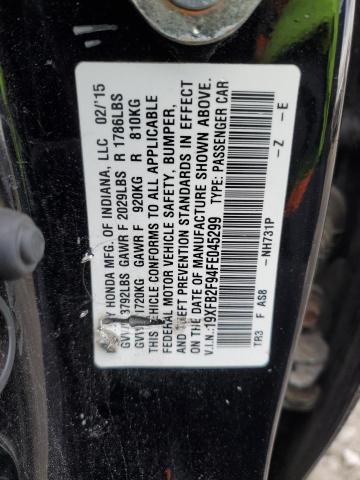 BY HONDA MFG. OF INDIANA, LLC 02/'15
3792LBS GAWR F 2029LBS R 1786LBS
1720KG GAWR F 920KG R 810KG
THIS VEHICLE CONFORMS TO ALL APPLICABLE
FEDERAL MOTOR VEHICLE SAFETY, BUMPER,
AND THEFT PREVENTION STANDARDS IN EFFECT
ON THE DATE OF MANUFACTURE SHOWN ABOVE.
V.I.N.:19XFB2F94FE045299 TYPE: PASSENGER CAR
TR3 F AS8 - NH731P - Z - E